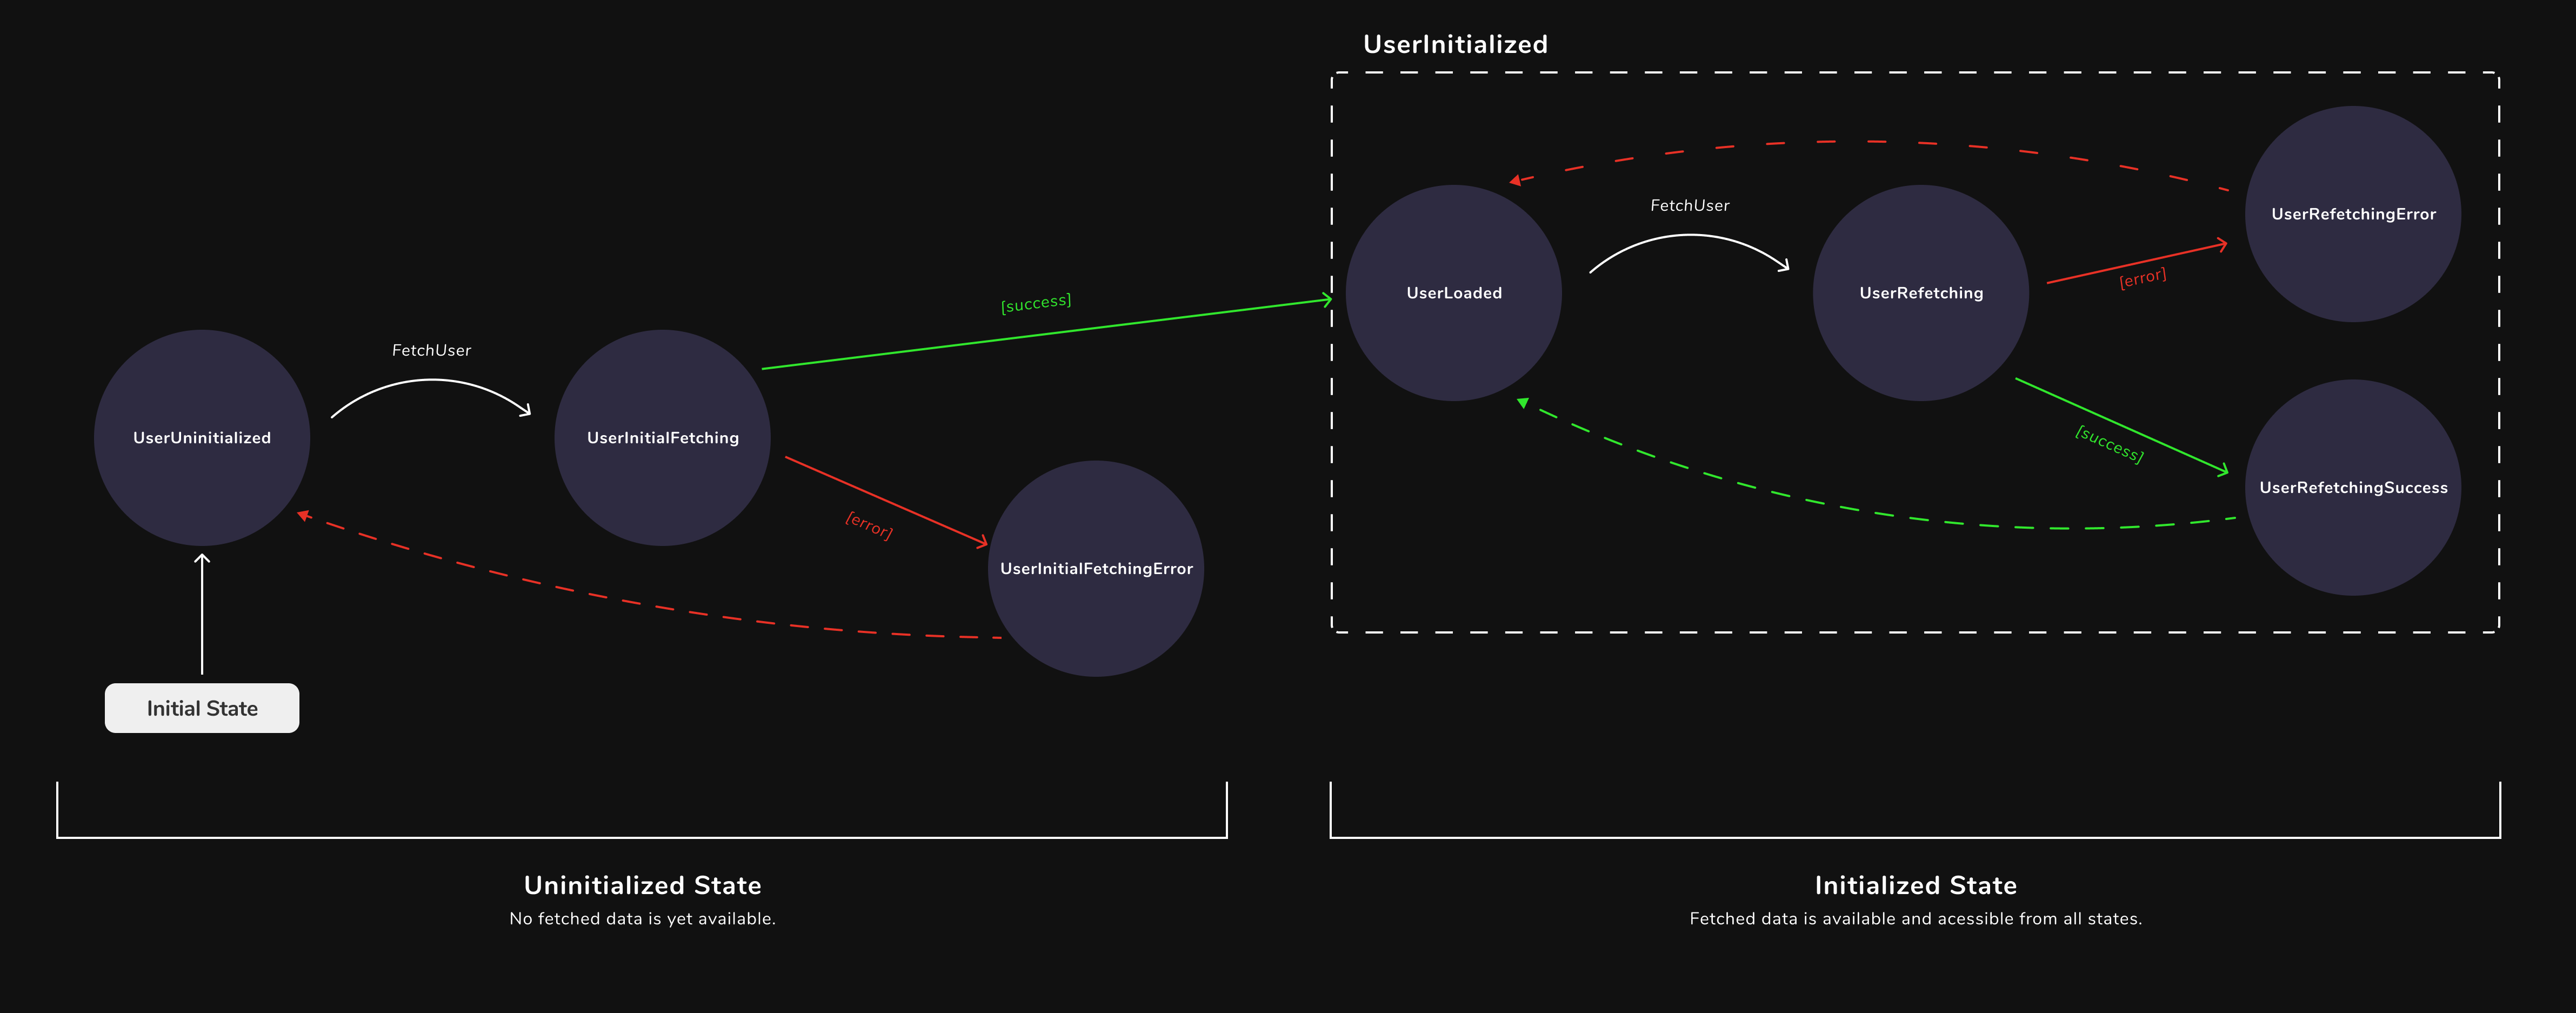 UserInitialized
UserUninitialized
FetchUser
UserInitialFetching
[success]
[error]
UserInitialFetchingError
Initial State
UserLoaded
FetchUser
UserRefetching
[error]
UserRefetchingError
[success]
UserRefetchingSuccess
Uninitialized State
No fetched data is yet available.
Initialized State
Fetched data is available and acessible from all states.